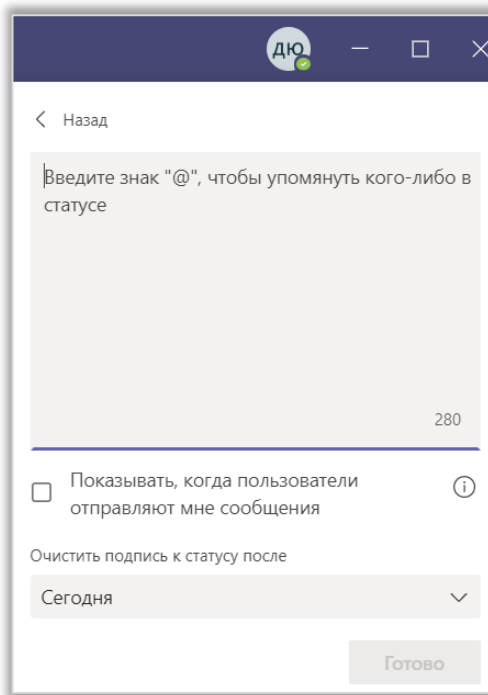 ДЮ
Назад
Введите знак "@", чтобы упомянуть кого-либо в
статусе
280
Показывать, когда пользователи
отправляют мне сообщения
Очистить подпись к статусу после
Сегодня
Готово